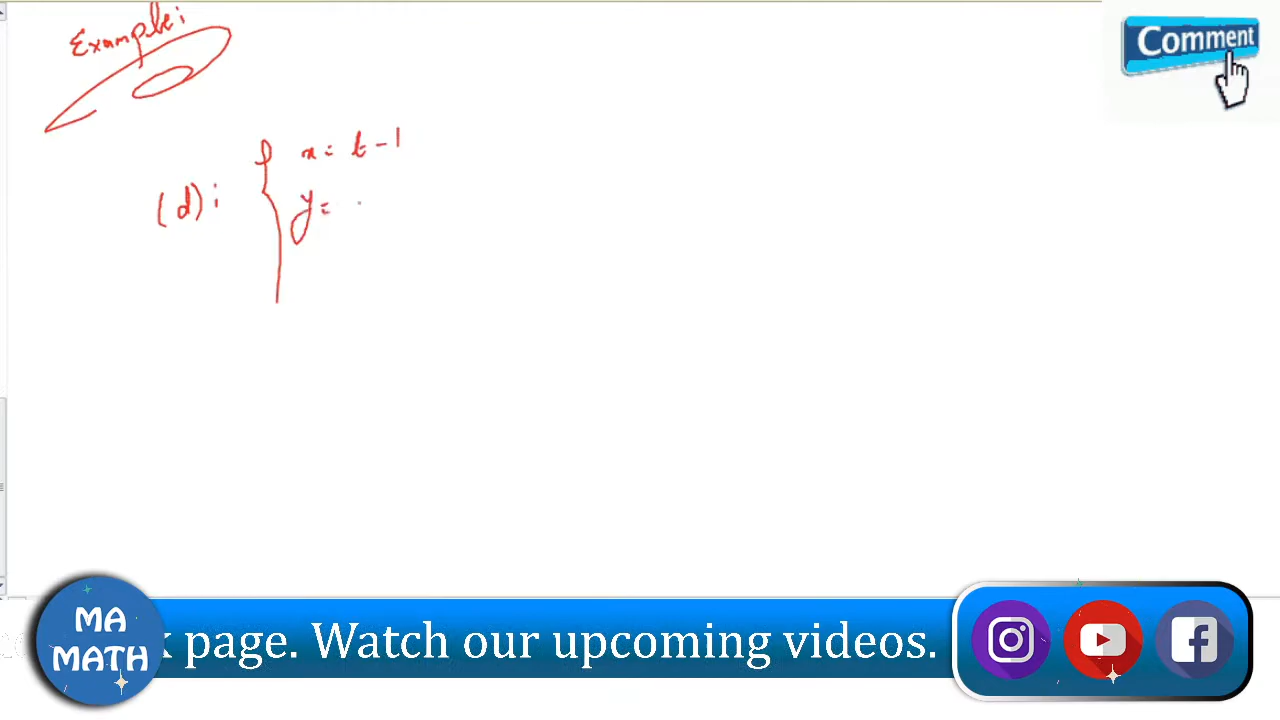 Example:
Comment
(d): { x = t - 1
y =
MA
MATH
k page. Watch our upcoming videos.